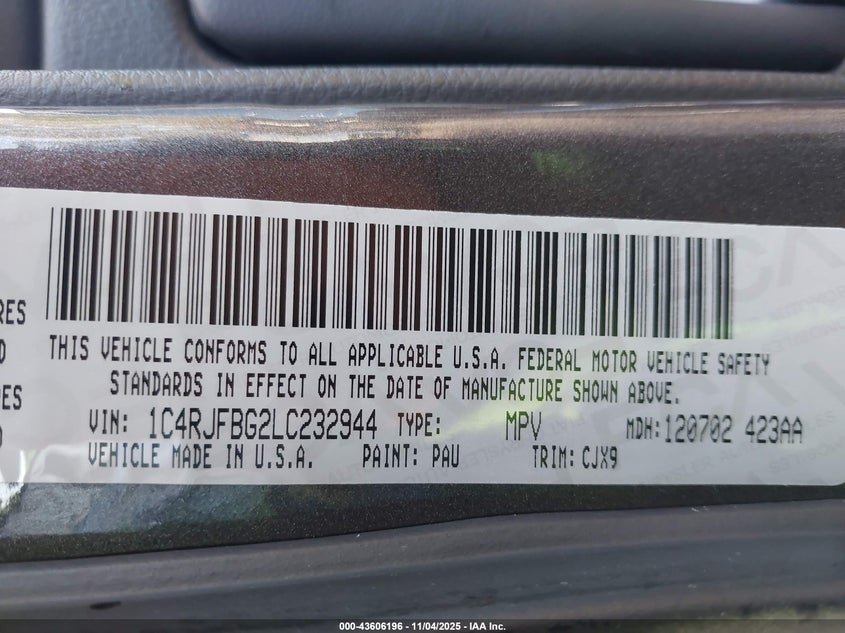 RES
THIS VEHICLE CONFORMS TO ALL APPLICABLE U.S.A. FEDERAL MOTOR VEHICLE SAFETY
STANDARDS IN EFFECT ON THE DATE OF MANUFACTURE SHOWN ABOVE.
VIN: 1C4RJFBG2LC232944 TYPE: MPV MDH:120702 423AA
VEHICLE MADE IN U.S.A. PAINT: PAU TRIM: CJX9
000-43606196 - 11/04/2025 - IAA Inc.